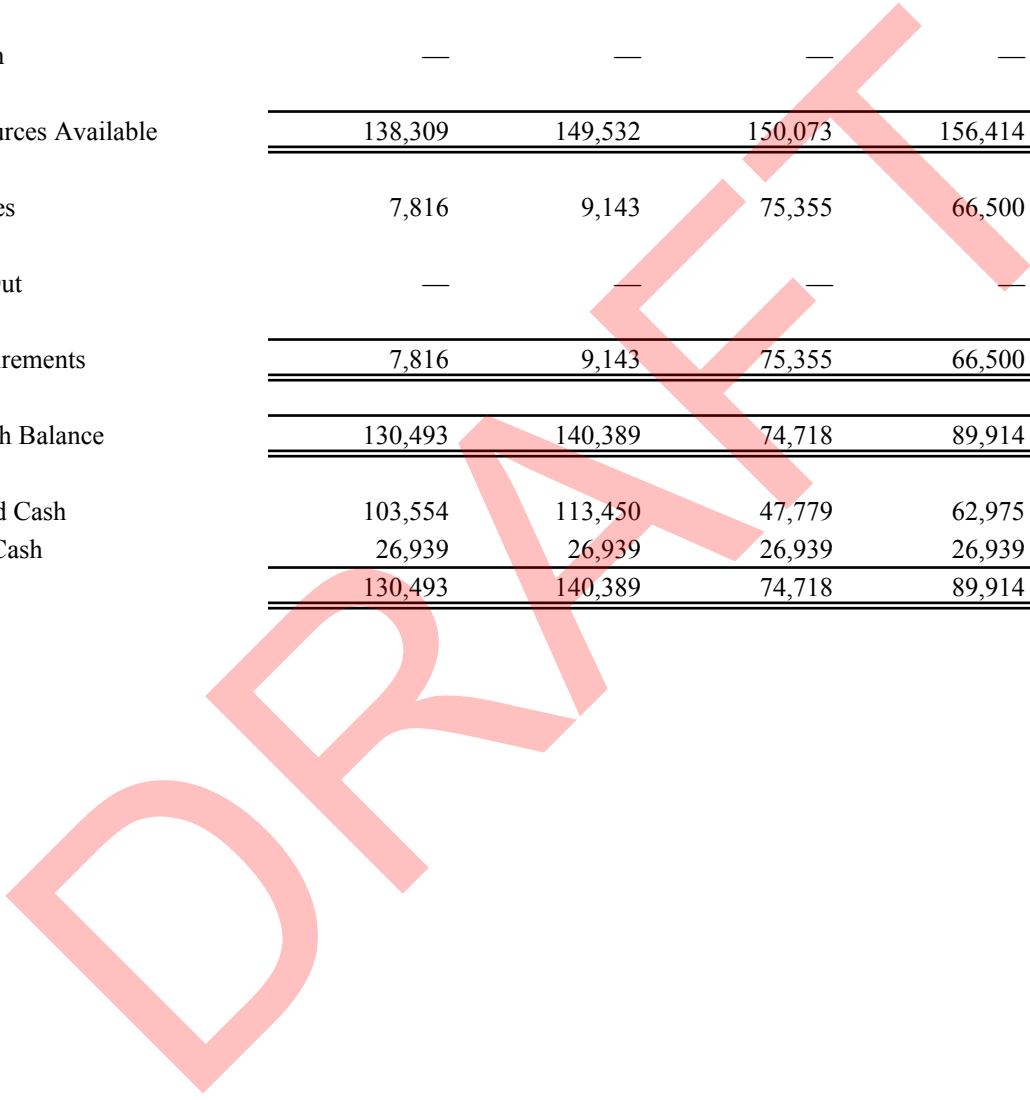 n — — — —
urces Available 138,309 149,532 150,073 156,414
es 7,816 9,143 75,355 66,500
Out — — — —
irements 7,816 9,143 75,355 66,500
h Balance 130,493 140,389 74,718 89,914
d Cash 103,554 113,450 47,779 62,975
Cash 26,939 26,939 26,939 26,939
130,493 140,389 74,718 89,914
DRAFT